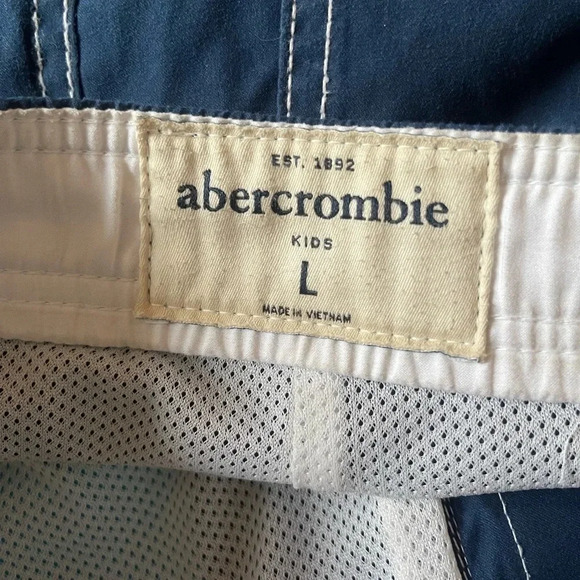 EST. 1892
abercrombie
KIDS
L
MADE IN VIETNAM